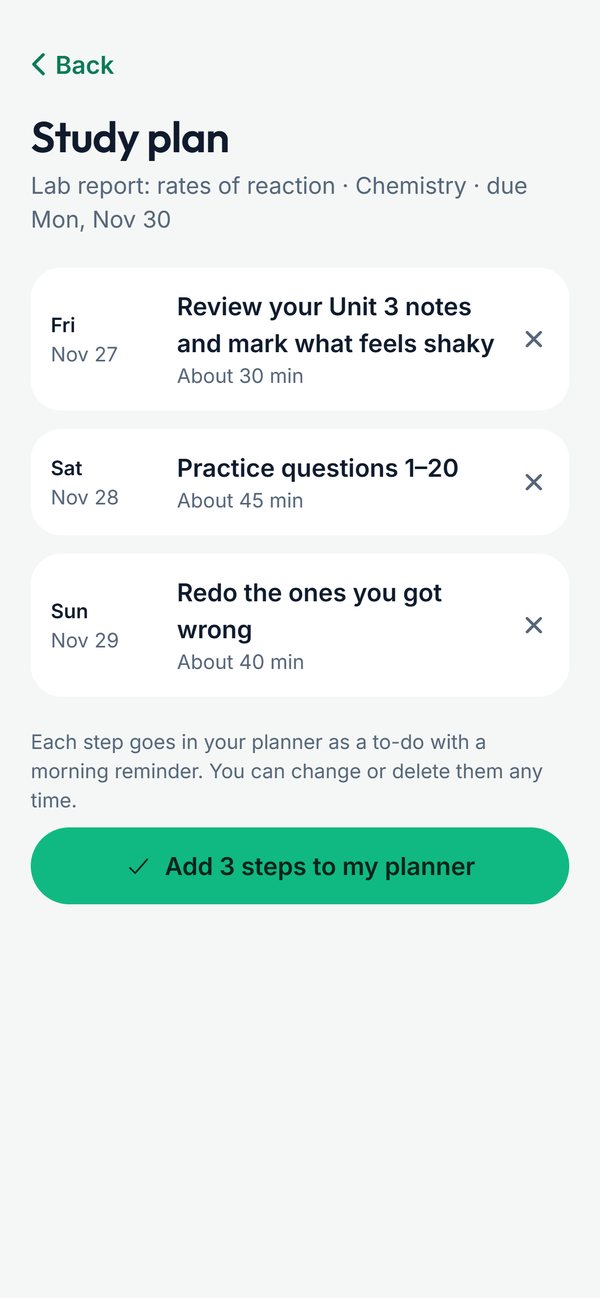 Back
Study plan
Lab report: rates of reaction · Chemistry · due
Mon, Nov 30
Fri
Nov 27
Review your Unit 3 notes
and mark what feels shaky
About 30 min
Sat
Nov 28
Practice questions 1–20
About 45 min
Sun
Nov 29
Redo the ones you got
wrong
About 40 min
Each step goes in your planner as a to-do with a
morning reminder. You can change or delete them any
time.
Add 3 steps to my planner